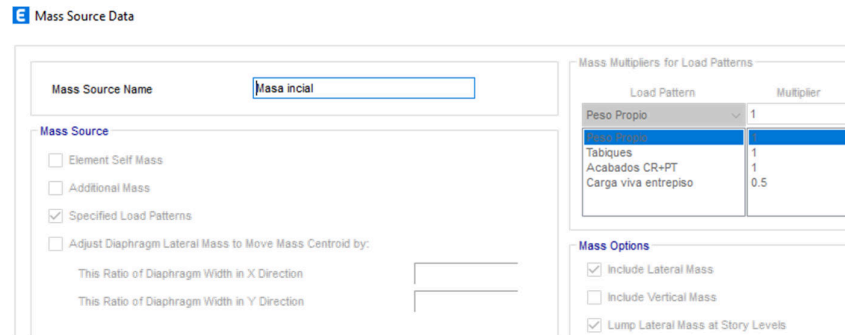 E Mass Source Data
Mass Source Name
Masa incial
Mass Source
Element Self Mass
Additional Mass
Specified Load Patterns
Adjust Diaphragm Lateral Mass to Move Mass Centroid by:
This Ratio of Diaphragm Width in X Direction
This Ratio of Diaphragm Width in Y Direction
Mass Multipliers for Load Patterns
Load Pattern Multiplier
Peso Propio 1
Peso Propio 1
Tabiques 1
Acabados CR+PT 1
Carga viva entrepiso 0.5
Mass Options
Include Lateral Mass
Include Vertical Mass
Lump Lateral Mass at Story Levels